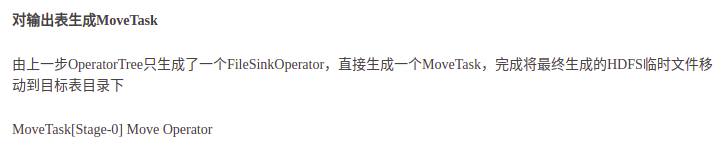 对输出表生成MoveTask
由上一步OperatorTree只生成了一个FileSinkOperator，直接生成一个MoveTask，完成将最终生成的HDFS临时文件移
动到目标表目录下
MoveTask[Stage-0] Move Operator